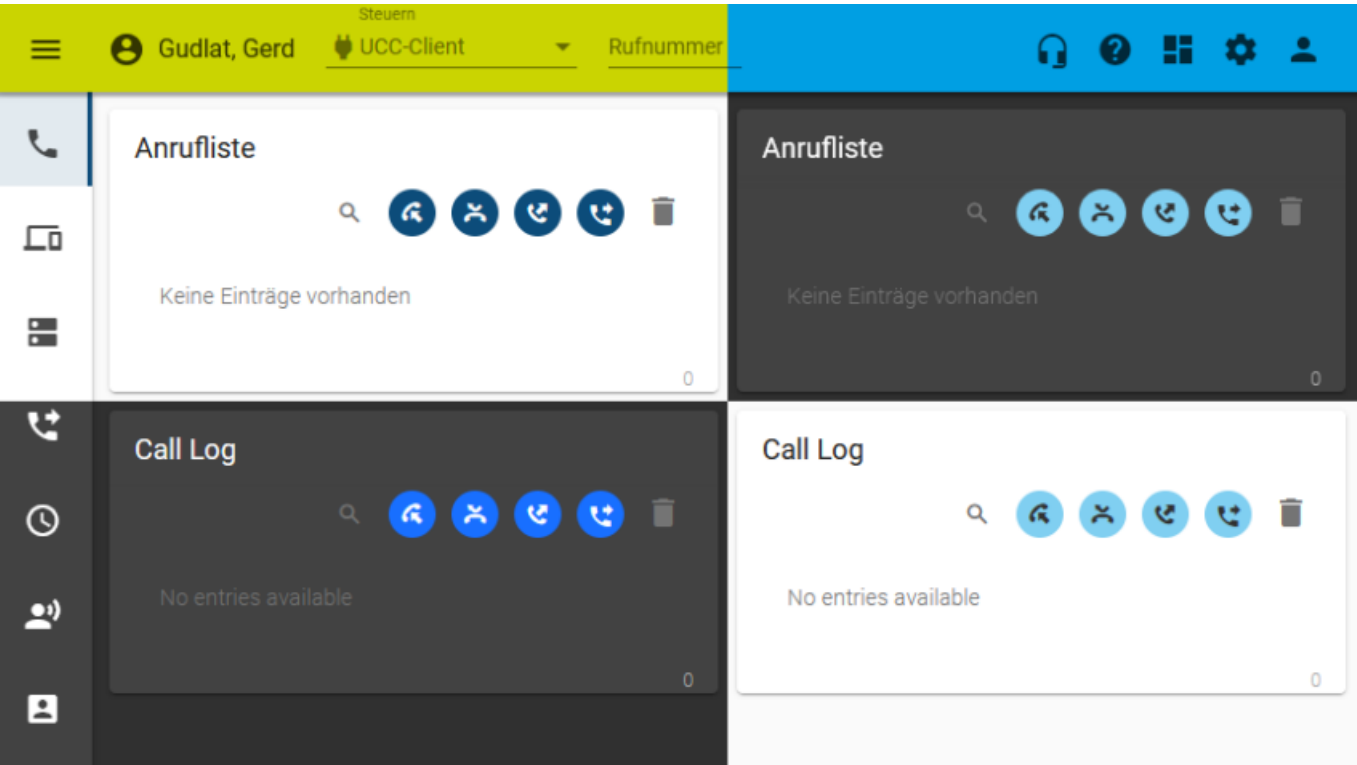 Steuern
Gudlat, Gerd UCC-Client Rufnummer
Anrufliste
Keine Einträge vorhanden
0
Anrufliste
Keine Einträge vorhanden
0
Call Log
No entries available
0
Call Log
No entries available
0